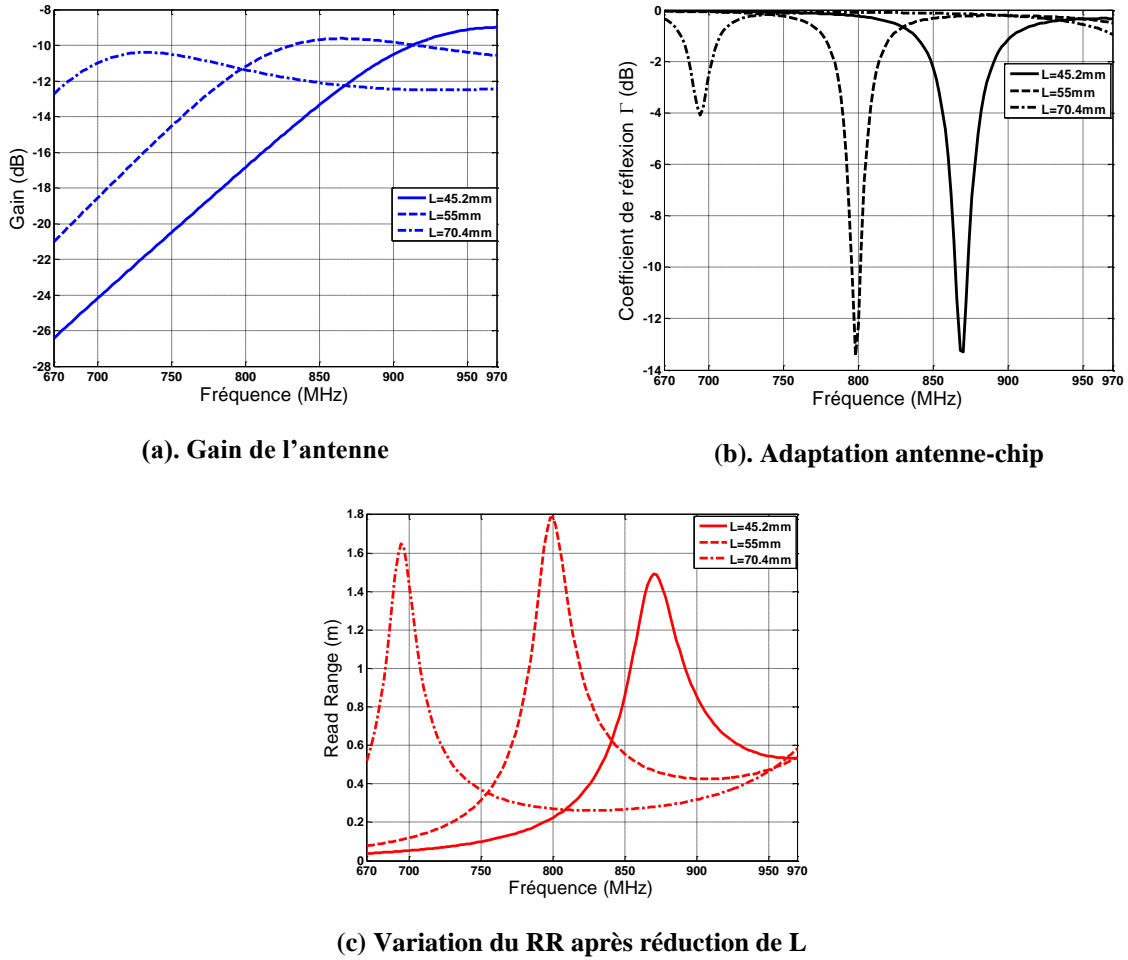 -8
-10
-12
-14
-16
-18
-20
-22
-24
-26
-28
Gain (dB)
670 700 750 800 850 900 950 970
Fréquence (MHz)
L=45.2mm
L=55mm
L=70.4mm
(a). Gain de l’antenne
0
-2
-4
-6
-8
-10
-12
-14
Coefficient de réflexion Γ (dB)
670 700 750 800 850 900 950 970
Fréquence (MHz)
L=45.2mm
L=55mm
L=70.4mm
(b). Adaptation antenne-chip
1.8
1.6
1.4
1.2
1
0.8
0.6
0.4
0.2
0
Read Range (m)
670 700 750 800 850 900 950 970
Fréquence (MHz)
L=45.2mm
L=55mm
L=70.4mm
(c) Variation du RR après réduction de L